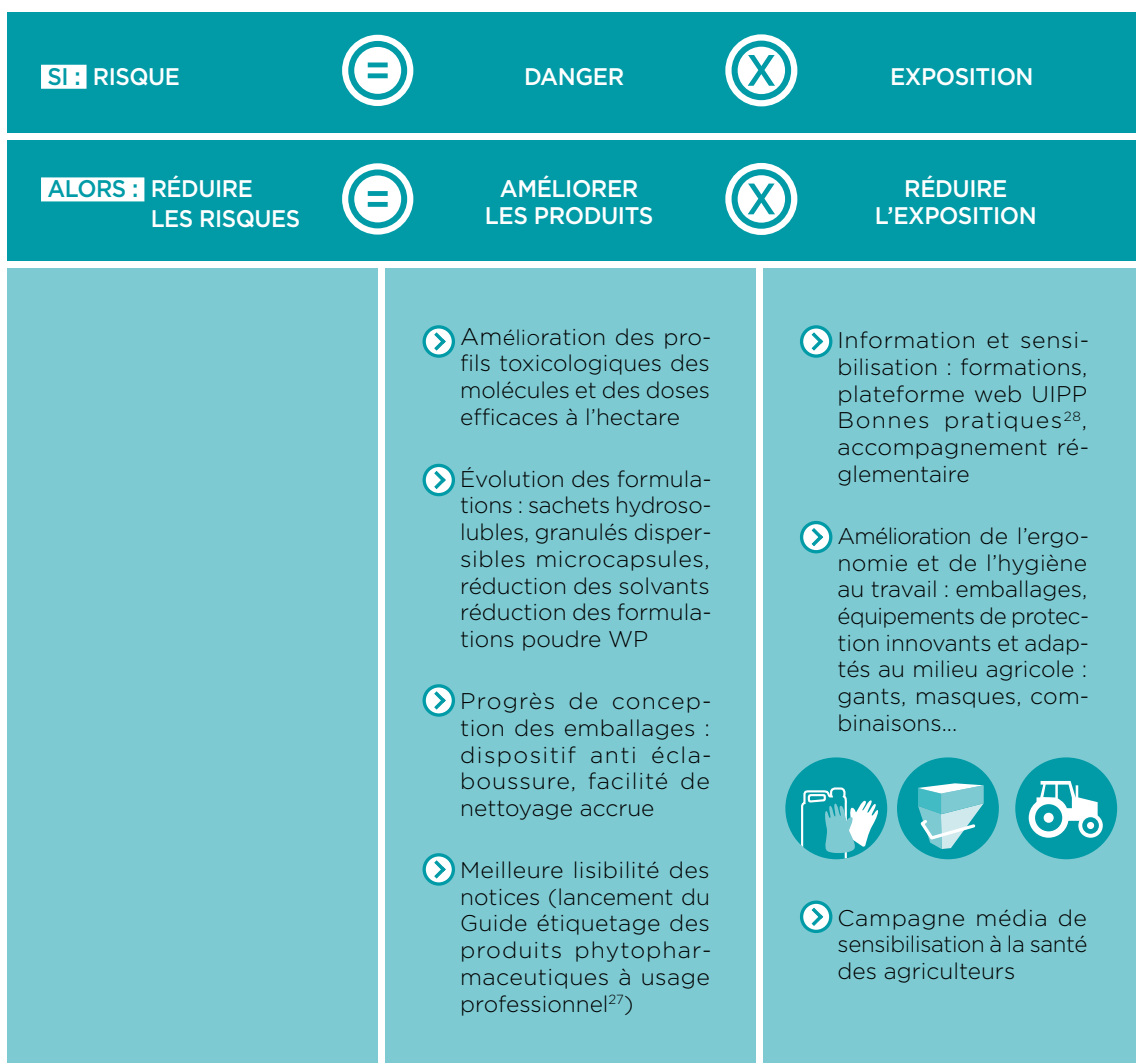 SI : RISQUE = DANGER X EXPOSITION
ALORS : RÉDUIRE
LES RISQUES
=
AMÉLIORER
LES PRODUITS
X
RÉDUIRE
L'EXPOSITION
Amélioration des pro-
fils toxicologiques des
molécules et des doses
efficaces à l'hectare
Évolution des formula-
tions : sachets hydroso-
lubles, granulés disper-
sibles microcapsules,
réduction des solvants
réduction des formula-
tions poudre WP
Progrès de concep-
tion des emballages :
dispositif anti écla-
boussure, facilité de
nettoyage accrue
Meilleure lisibilité des
notices (lancement du
Guide étiquetage des
produits phytophar-
maceutiques à usage
professionnel27)
Information et sensi-
bilisation : formations,
plateforme web UIPP
Bonnes pratiques28,
accompagnement ré-
glementaire
Amélioration de l'ergo-
nomie et de l'hygiène
au travail : emballages,
équipements de protec-
tion innovants et adap-
tés au milieu agricole :
gants, masques, com-
binaisons...
Campagne média de
sensibilisation à la santé
des agriculteurs